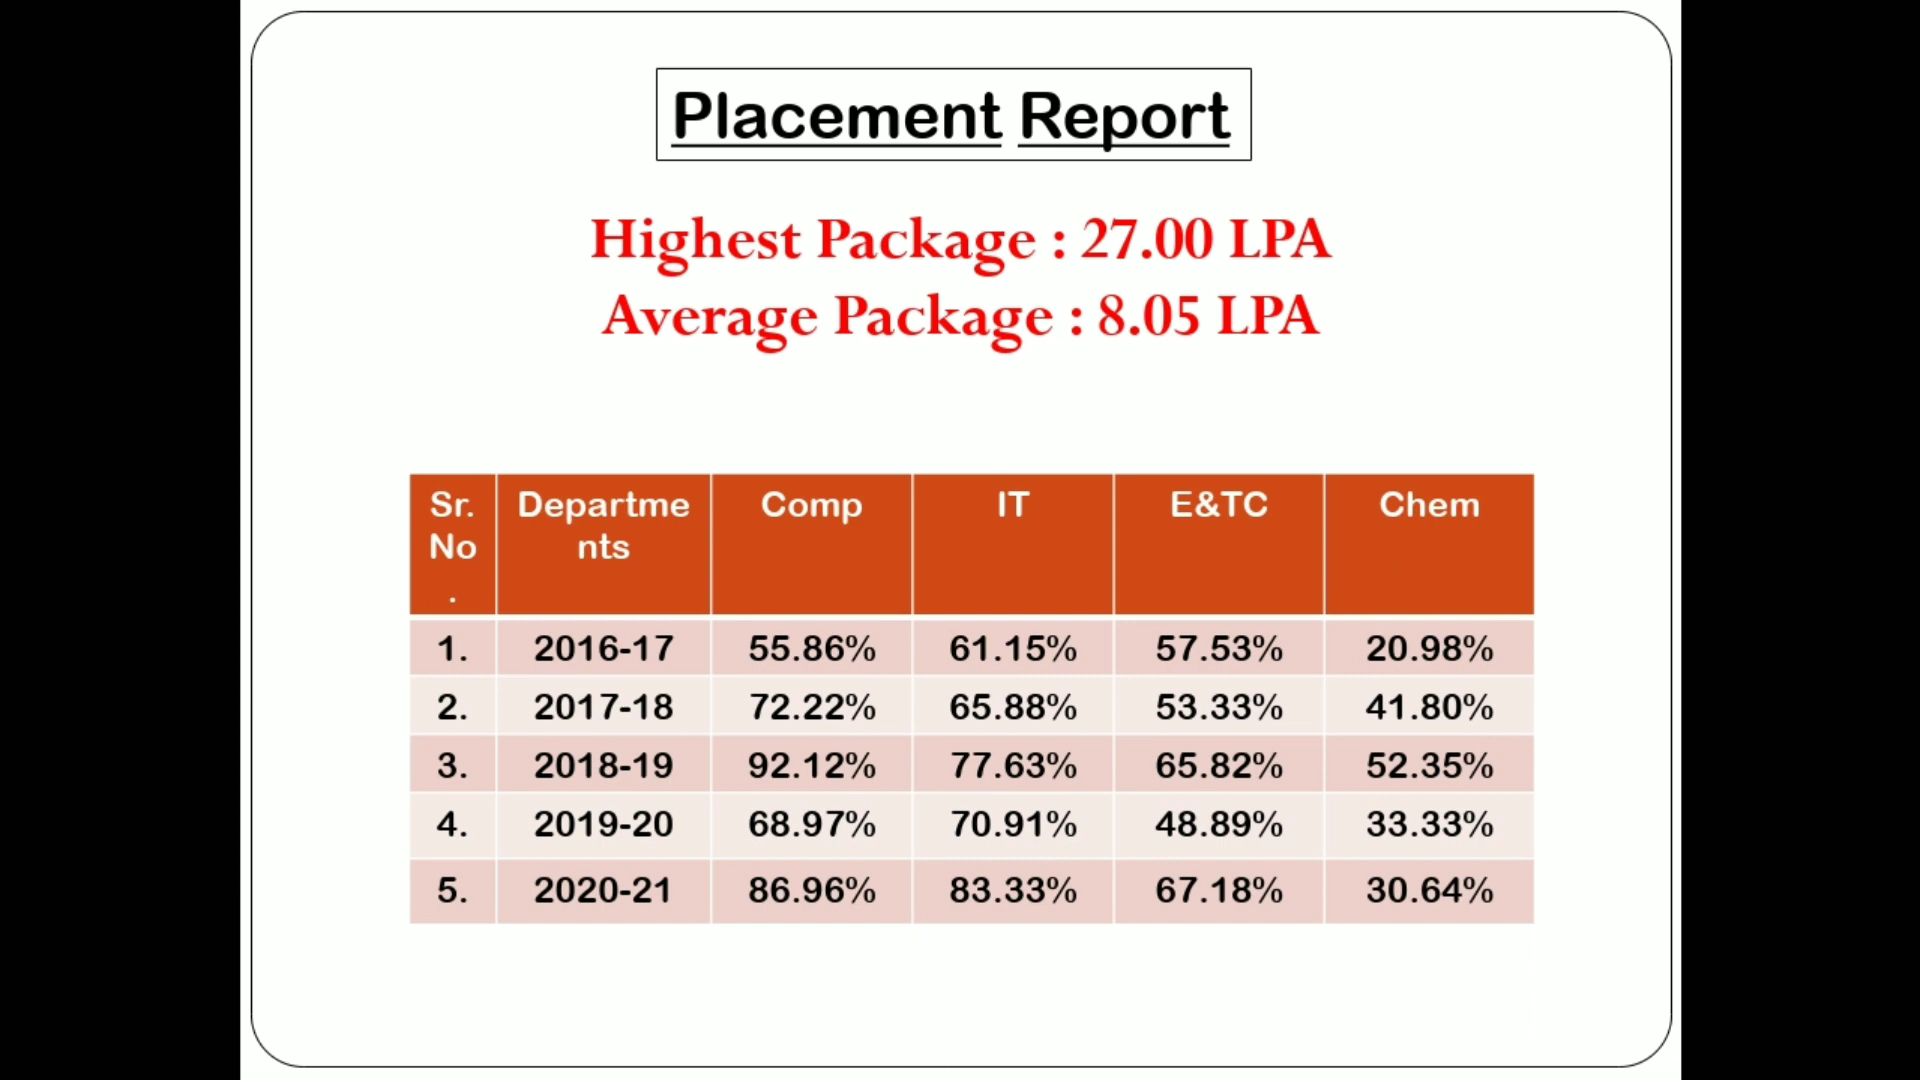 Placement Report
Highest Package : 27.00 LPA
Average Package : 8.05 LPA
Sr. No . Departme nts Comp IT E&TC Chem
1. 2016-17 55.86% 61.15% 57.53% 20.98%
2. 2017-18 72.22% 65.88% 53.33% 41.80%
3. 2018-19 92.12% 77.63% 65.82% 52.35%
4. 2019-20 68.97% 70.91% 48.89% 33.33%
5. 2020-21 86.96% 83.33% 67.18% 30.64%